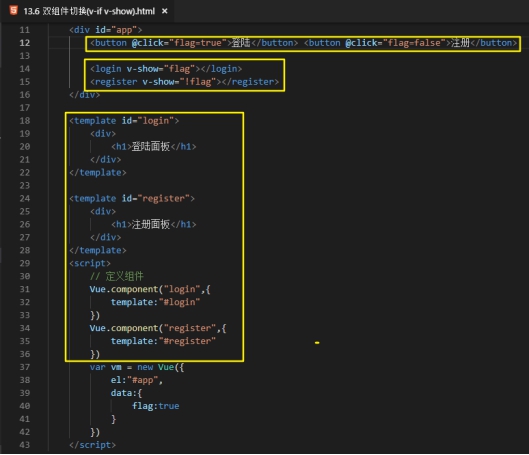 13.6 双组件切换(v-if v-show).html ×
11 <div id="app">
12 <button @click="flag=true">登陆</button> <button @click="flag=false">注册</button>
13
14 <login v-show="flag"></login>
15 <register v-show="!flag"></register>
16 </div>
17
18 <template id="login">
19 <div>
20 <h1>登陆面板</h1>
21 </div>
22 </template>
23
24 <template id="register">
25 <div>
26 <h1>注册面板</h1>
27 </div>
28 </template>
29 <script>
30 // 定义组件
31 Vue.component("login",{
32 template:"#login"
33 })
34 Vue.component("register",{
35 template:"#register"
36 })
37 var vm = new Vue({
38 el:"#app",
39 data:{
40 flag:true
41 }
42 })
43 </script>